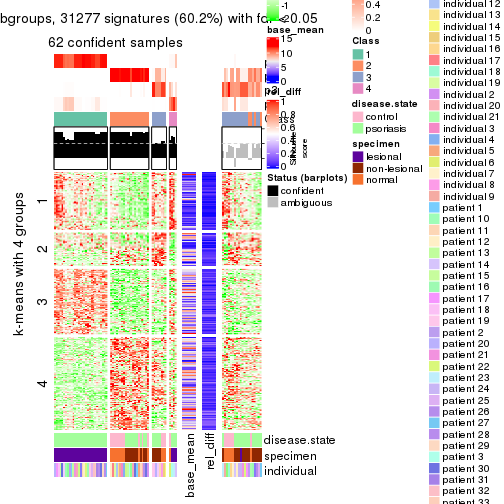 bgroups, 31277 signatures (60.2%) with fdr <0.05
62 confident samples
k-means with 4 groups
1
2
3
4
base_mean
rel_diff
disease.state
specimen
individual
-1
base_mean
15
10
5
0
rel_diff
1
0.8
0.6
0.4
0.2
0
Status (barplots)
confident
ambiguous
0.4
0.2
0
Class
1
2
3
4
disease.state
control
psoriasis
specimen
lesional
non-lesional
normal
individual 12
individual 13
individual 14
individual 15
individual 16
individual 17
individual 18
individual 19
individual 2
individual 20
individual 21
individual 3
individual 4
individual 5
individual 6
individual 7
individual 8
individual 9
patient 1
patient 10
patient 11
patient 12
patient 13
patient 14
patient 15
patient 16
patient 17
patient 18
patient 19
patient 2
patient 20
patient 21
patient 22
patient 23
patient 24
patient 25
patient 26
patient 27
patient 28
patient 29
patient 3
patient 30
patient 31
patient 32
patient 33